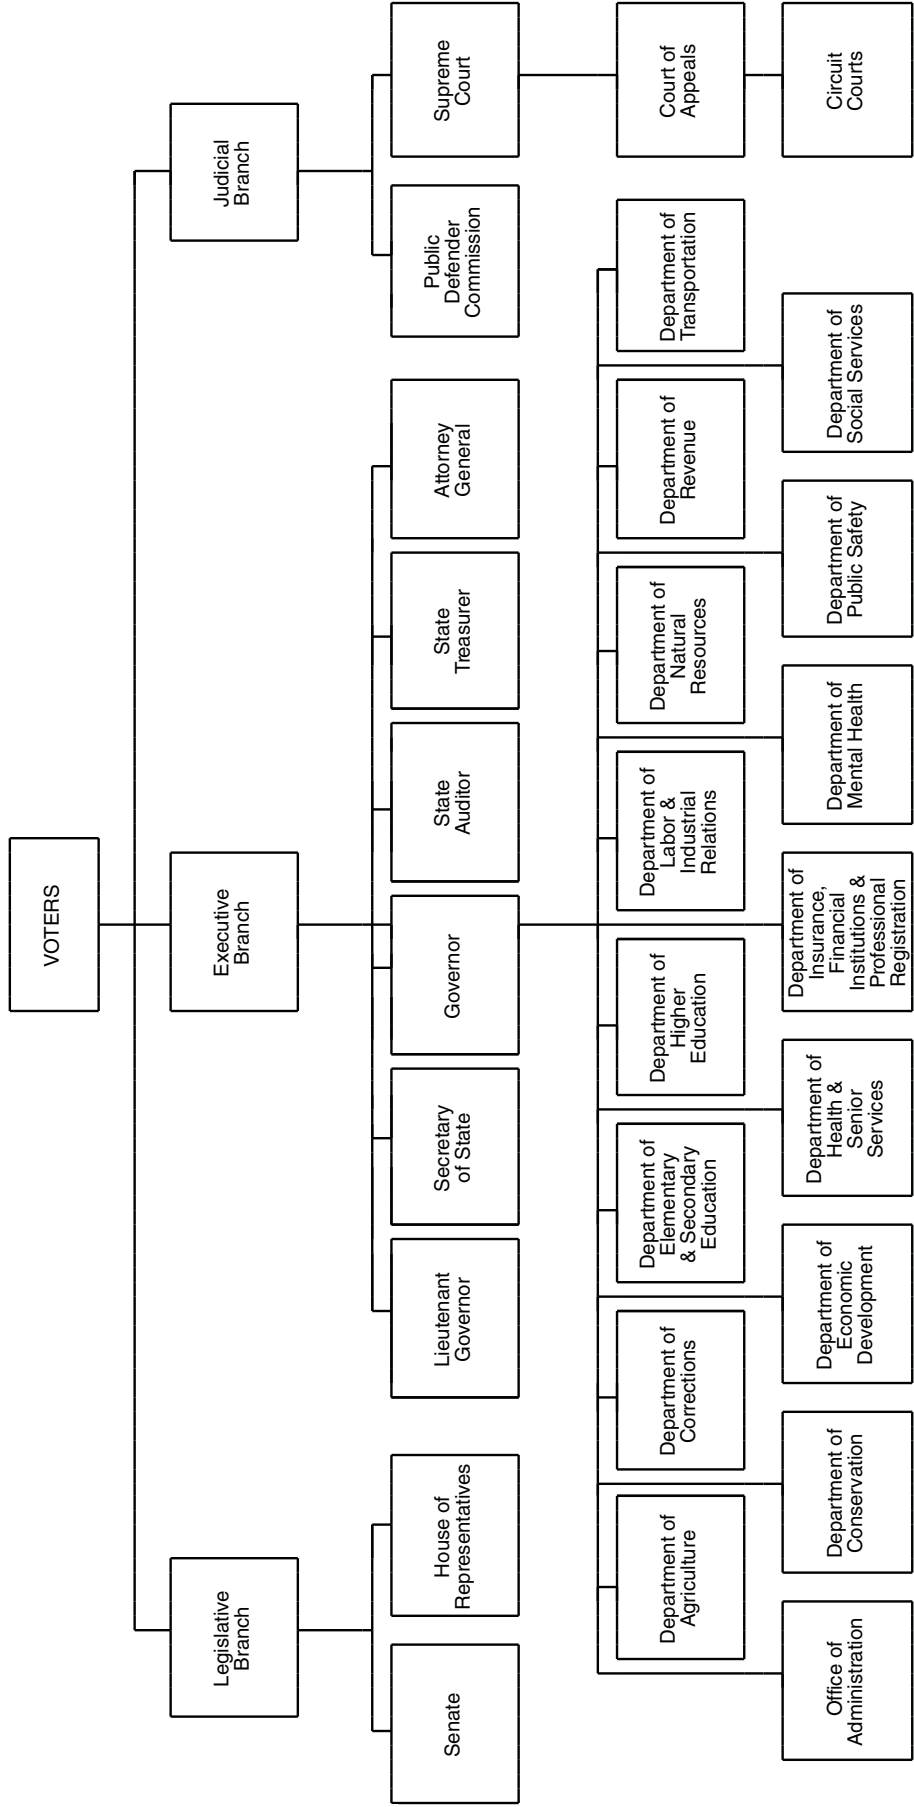 VOTERS
Legislative
Branch
Executive
Branch
Judicial
Branch
Senate
House of
Representatives
Lieutenant
Governor
Secretary
of State
Governor
State
Auditor
State
Treasurer
Attorney
General
Public
Defender
Commission
Supreme
Court
Department of
Agriculture
Department of
Corrections
Department of
Elementary
& Secondary
Education
Department of
Higher
Education
Department of
Labor &
Industrial
Relations
Department of
Natural
Resources
Department of
Revenue
Department of
Transportation
Court of
Appeals
Office of
Administration
Department of
Conservation
Department of
Economic
Development
Department of
Health &
Senior
Services
Department of
Insurance,
Financial
Institutions &
Professional
Registration
Department of
Mental Health
Department of
Public Safety
Department of
Social Services
Circuit
Courts